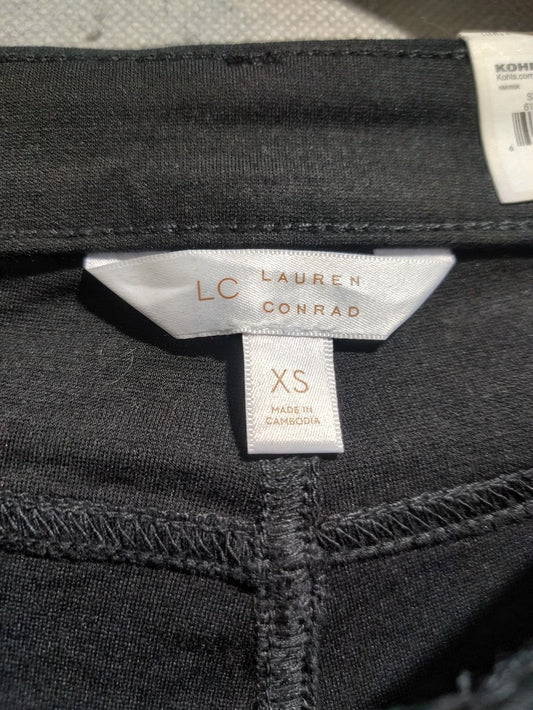 KOHL
Kohls.com
LC LAUREN
CONRAD
XS
MADE IN
CAMBODIA